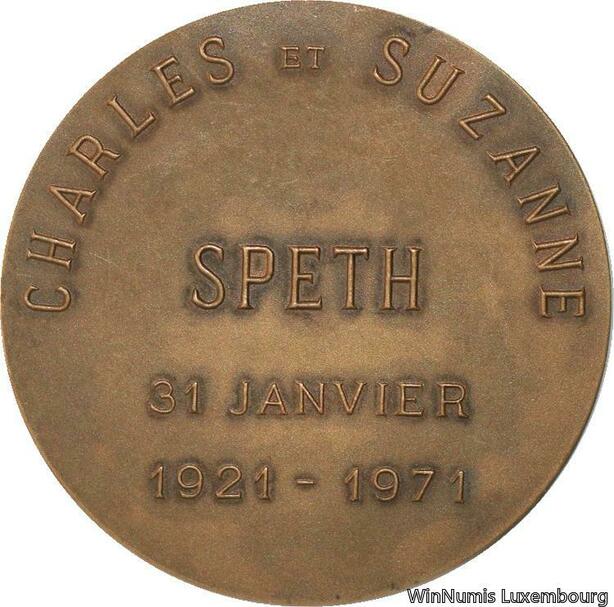 CHARLES ET SUZANNE
SPETH
31 JANVIER
1921 - 1971
WinNumis Luxembourg